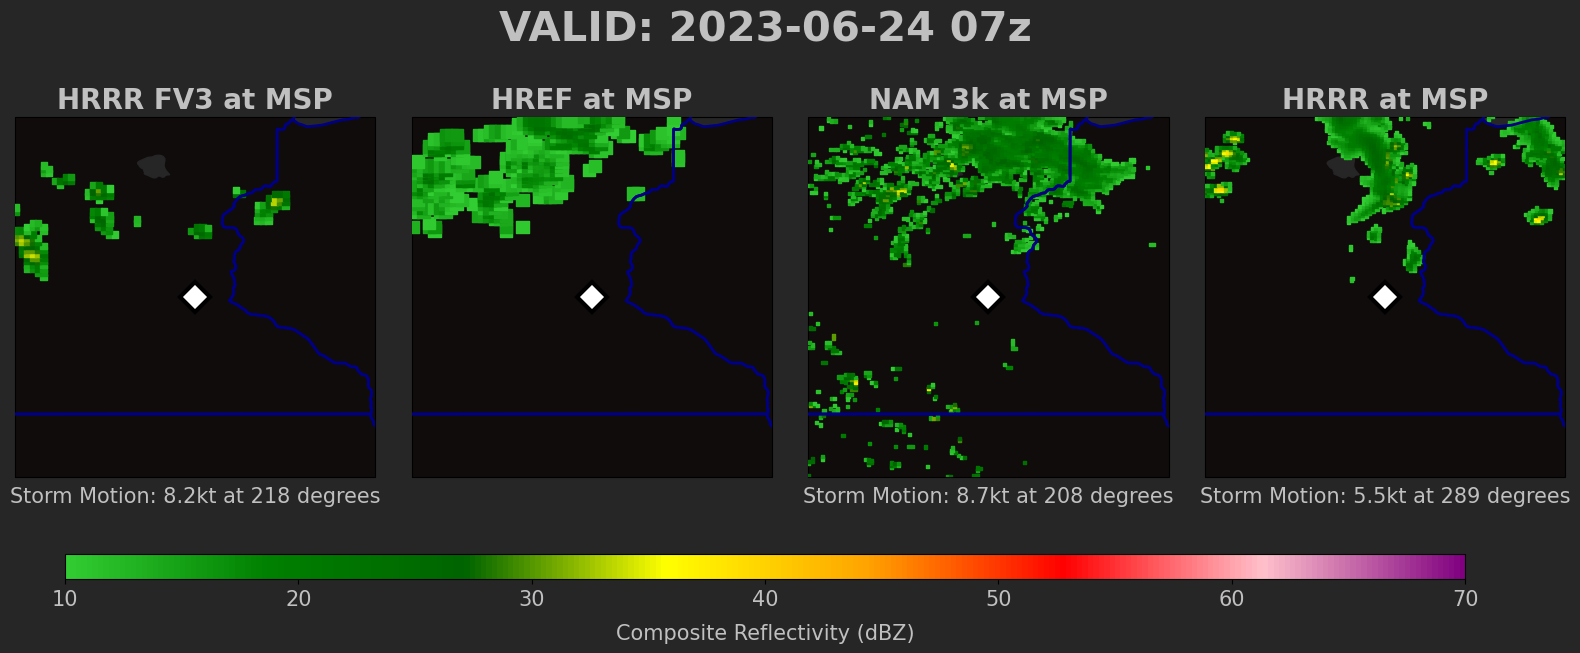 VALID: 2023-06-24 07z
HRRR FV3 at MSP
HREF at MSP
NAM 3k at MSP
HRRR at MSP
Storm Motion: 8.2kt at 218 degrees
Storm Motion: 8.7kt at 208 degrees
Storm Motion: 5.5kt at 289 degrees
10 20 30 40 50 60 70
Composite Reflectivity (dBZ)